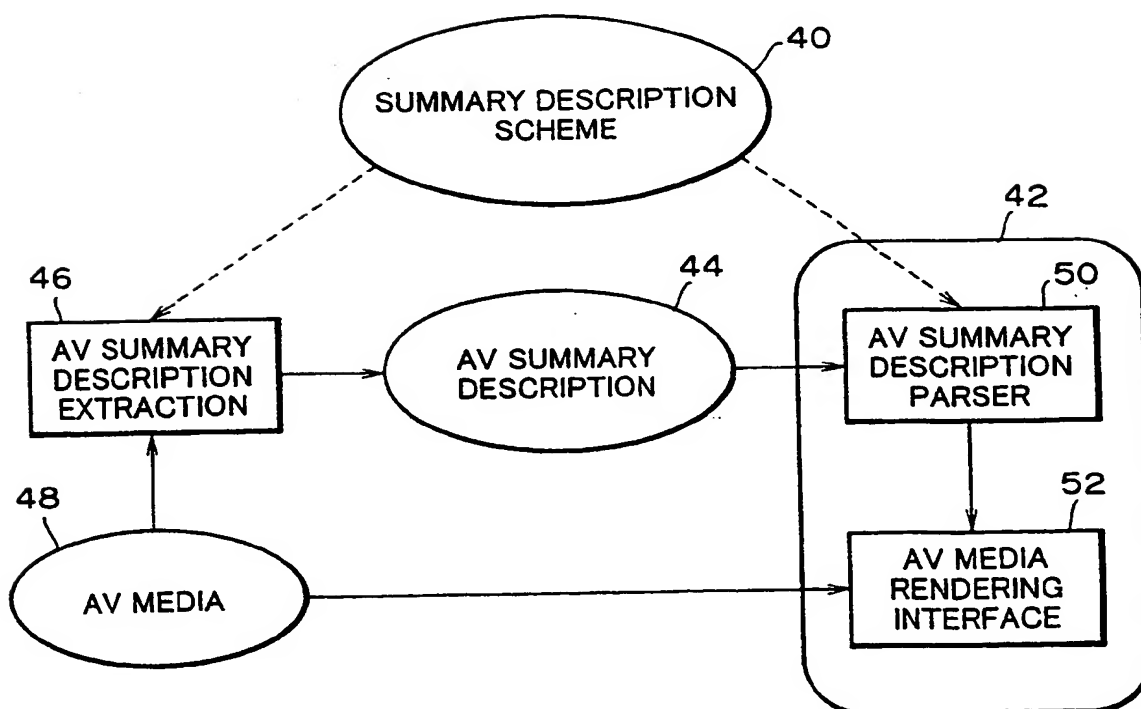 40
SUMMARY DESCRIPTION
SCHEME
42
46
44
50
AV SUMMARY
DESCRIPTION
EXTRACTION
AV SUMMARY
DESCRIPTION
AV SUMMARY
DESCRIPTION
PARSER
48
52
AV MEDIA
AV MEDIA
RENDERING
INTERFACE